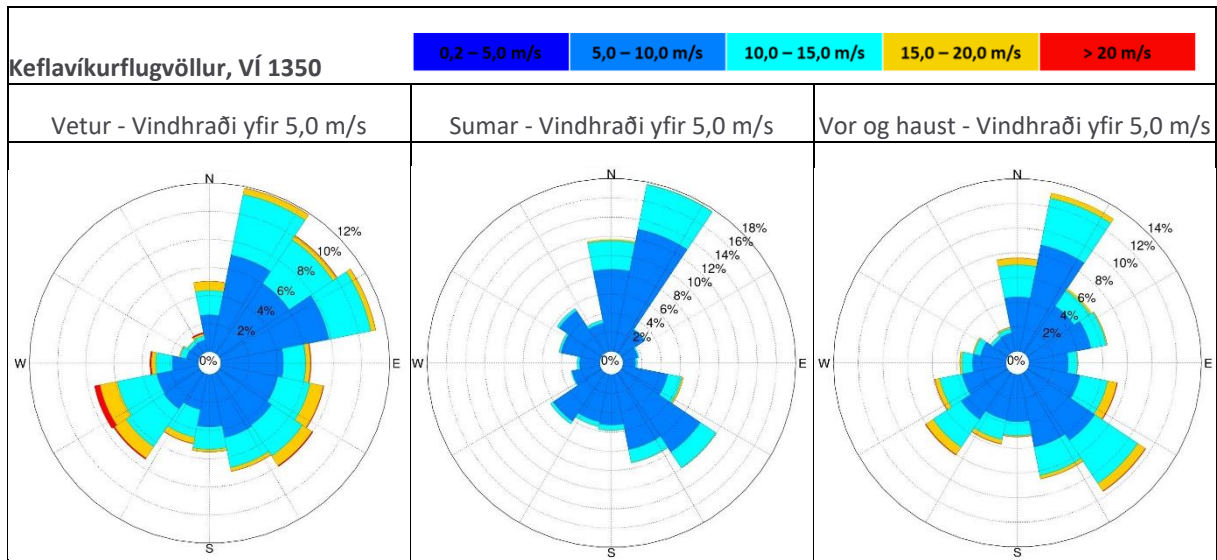 Keflavíkurflugvöllur, VÍ 1350
0,2 – 5,0 m/s
5,0 – 10,0 m/s
10,0 – 15,0 m/s
15,0 – 20,0 m/s
> 20 m/s
Vetur - Vindhraði yfir 5,0 m/s
Sumar - Vindhraði yfir 5,0 m/s
Vor og haust - Vindhraði yfir 5,0 m/s
N
12%
10%
8%
6%
4%
2%
0%
W
E
S
N
18%
16%
14%
12%
10%
8%
6%
4%
2%
0%
W
E
S
N
14%
12%
10%
8%
6%
4%
2%
0%
W
E
S